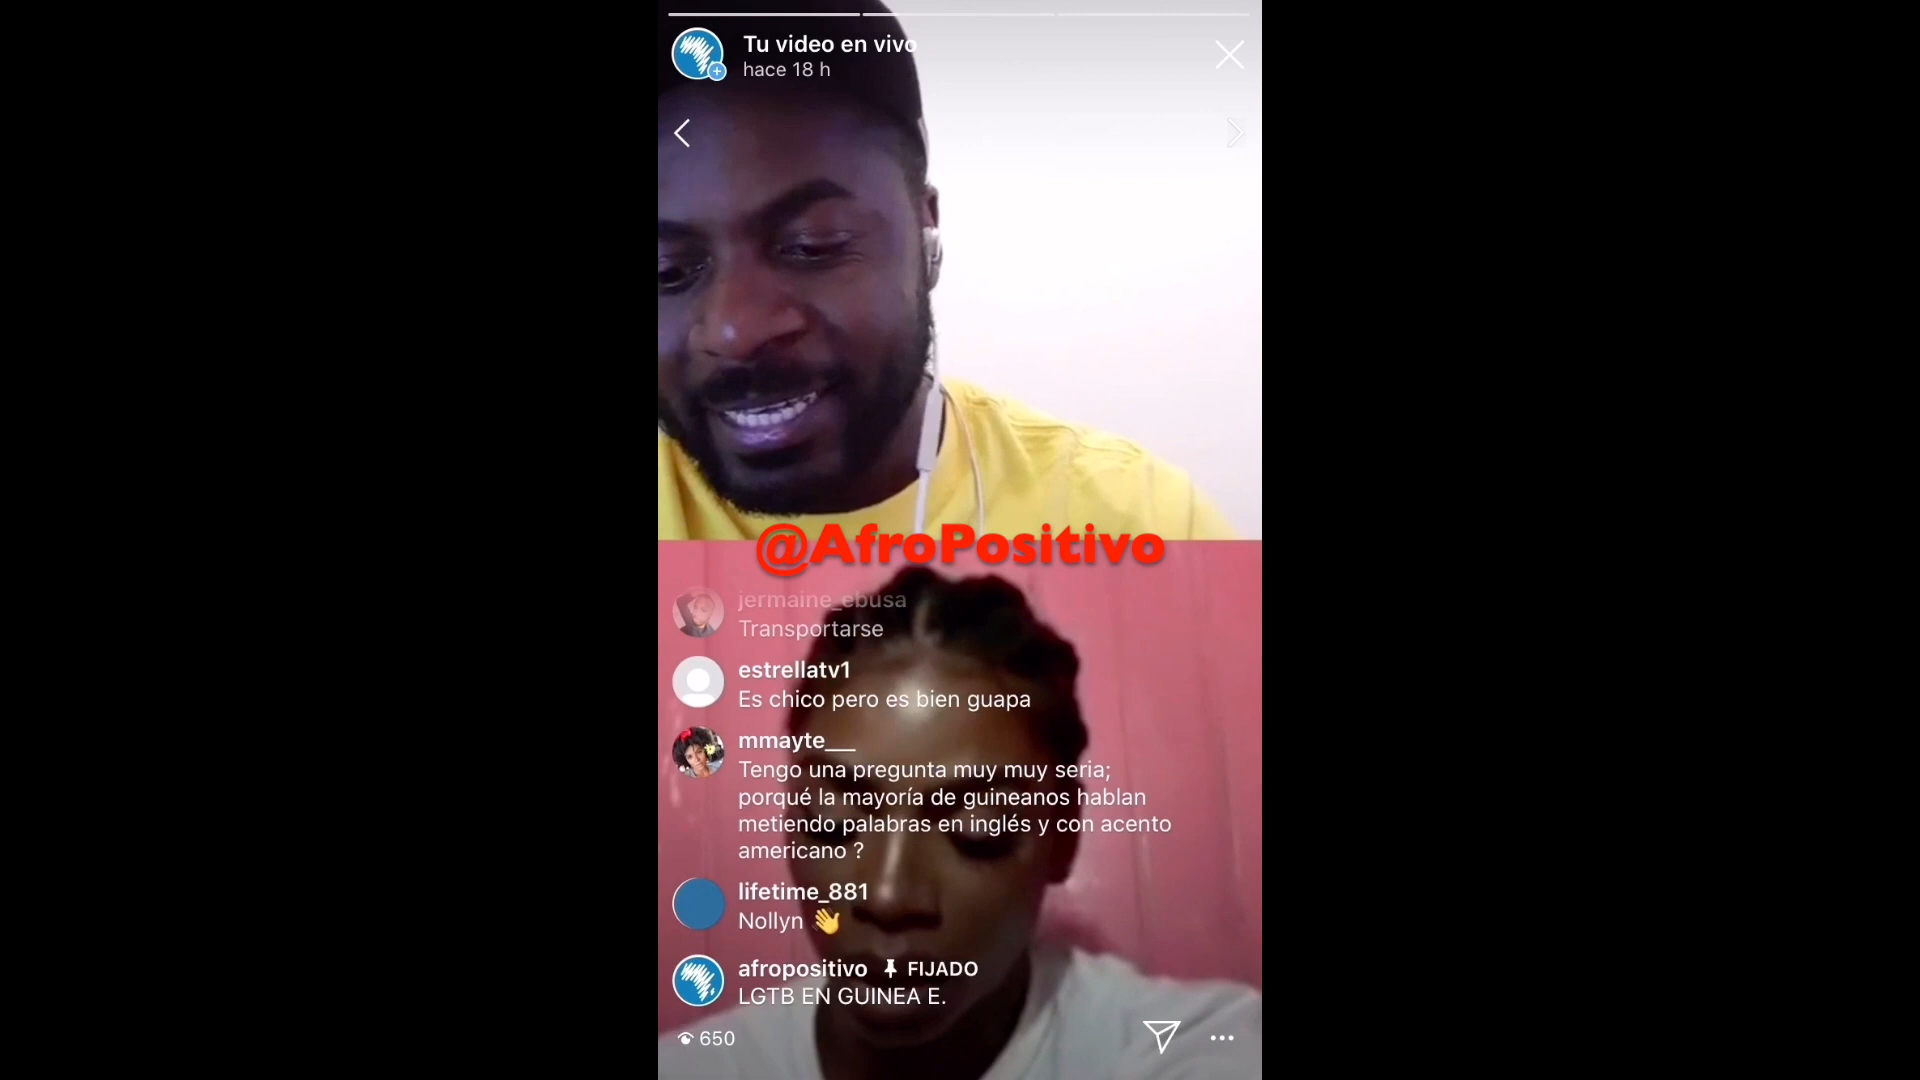 Tu video en vivo
hace 18 h
@AfroPositivo
jermaine_ebusa
Transportarse
estrellatv1
Es chico pero es bien guapa
mmayte___
Tengo una pregunta muy muy seria;
porqué la mayoría de guineanos hablan
metiendo palabras en inglés y con acento
americano ?
lifetime_881
Nollyn 👋
afropositivo FIJADO
LGTB EN GUINEA E.
650